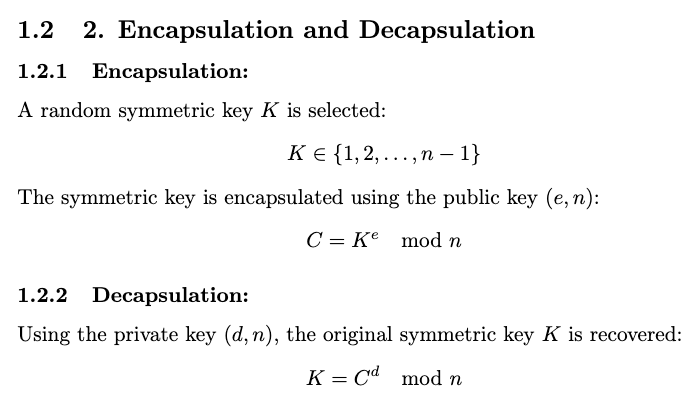 1.2 2. Encapsulation and Decapsulation
1.2.1 Encapsulation:
A random symmetric key K is selected:
K ∈ {1, 2, . . . , n − 1}
The symmetric key is encapsulated using the public key (e, n):
C = Kᵉ mod n
1.2.2 Decapsulation:
Using the private key (d, n), the original symmetric key K is recovered:
K = Cᵈ mod n